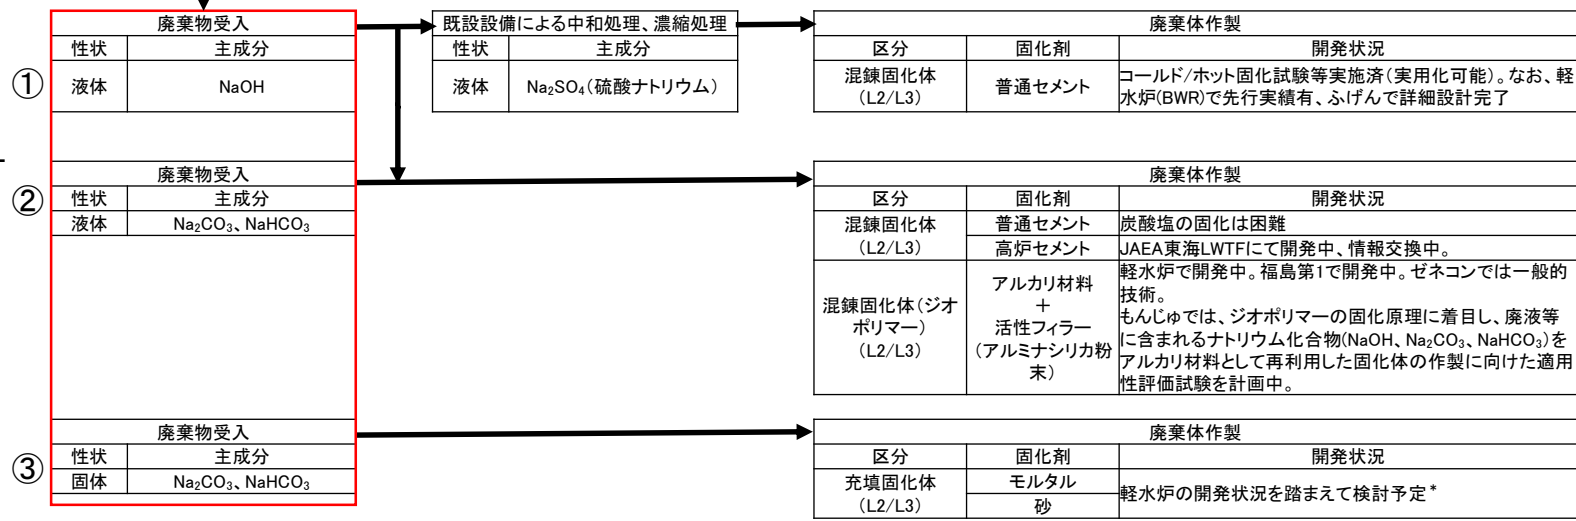 廃棄物受入 既設設備による中和処理、濃縮処理 廃棄体作製
性状 主成分 性状 主成分 区分 固化剤 開発状況
① 液体 NaOH 液体 Na₂SO₄(硫酸ナトリウム) 混錬固化体 普通セメント コールド/ホット固化試験等実施済(実用化可能)。なお、軽
(L2/L3) 水炉(BWR)で先行実績有、ふげんで詳細設計完了
廃棄物受入 廃棄体作製
② 性状 主成分 区分 固化剤 開発状況
液体 Na₂CO₃、NaHCO₃ 混錬固化体 普通セメント 炭酸塩の固化は困難
(L2/L3) 高炉セメント JAEA東海LWTFにて開発中、情報交換中。
混錬固化体(ジオ
ポリマー)
(L2/L3)
アルカリ材料
+
活性フィラー
(アルミナシリカ粉
末)
軽水炉で開発中。福島第1で開発中。ゼネコンでは一般的
技術。
もんじゅでは、ジオポリマーの固化原理に着目し、廃液等
に含まれるナトリウム化合物(NaOH、Na₂CO₃、NaHCO₃)を
アルカリ材料として再利用した固化体の作製に向けた適用
性評価試験を計画中。
廃棄物受入 廃棄体作製
③ 性状 主成分 区分 固化剤 開発状況
固体 Na₂CO₃、NaHCO₃ 充填固化体 モルタル 軽水炉の開発状況を踏まえて検討予定*
(L2/L3) 砂